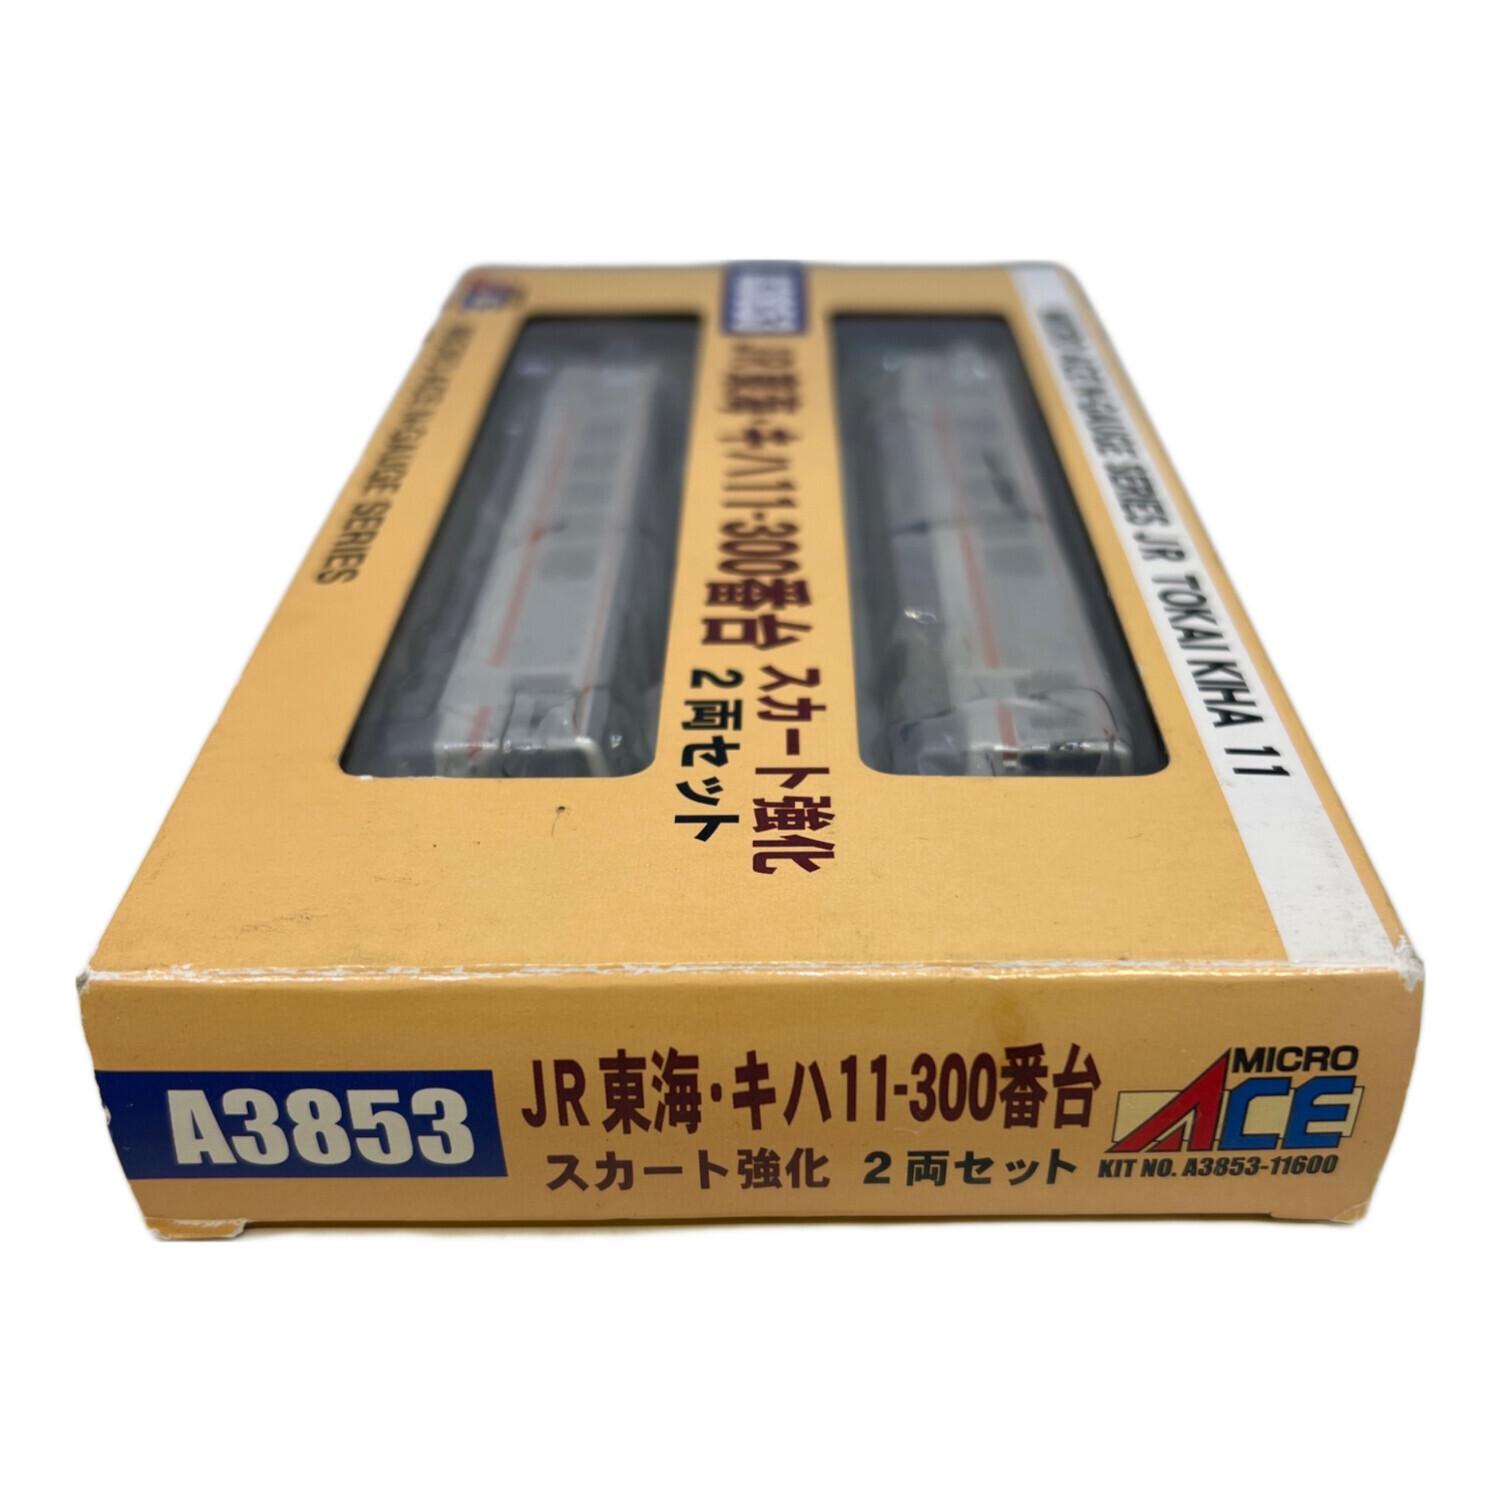 MICRO ACE N-GAUGE SERIES
A3853
JR東海・キハ11-300番台
スカート強化
2両セット
MICRO ACE N-GAUGE SERIES JR TOKAI KIHA 11
A3853
JR東海・キハ11-300番台
スカート強化 2両セット
MICRO
ACE
KIT NO. A3853-11600